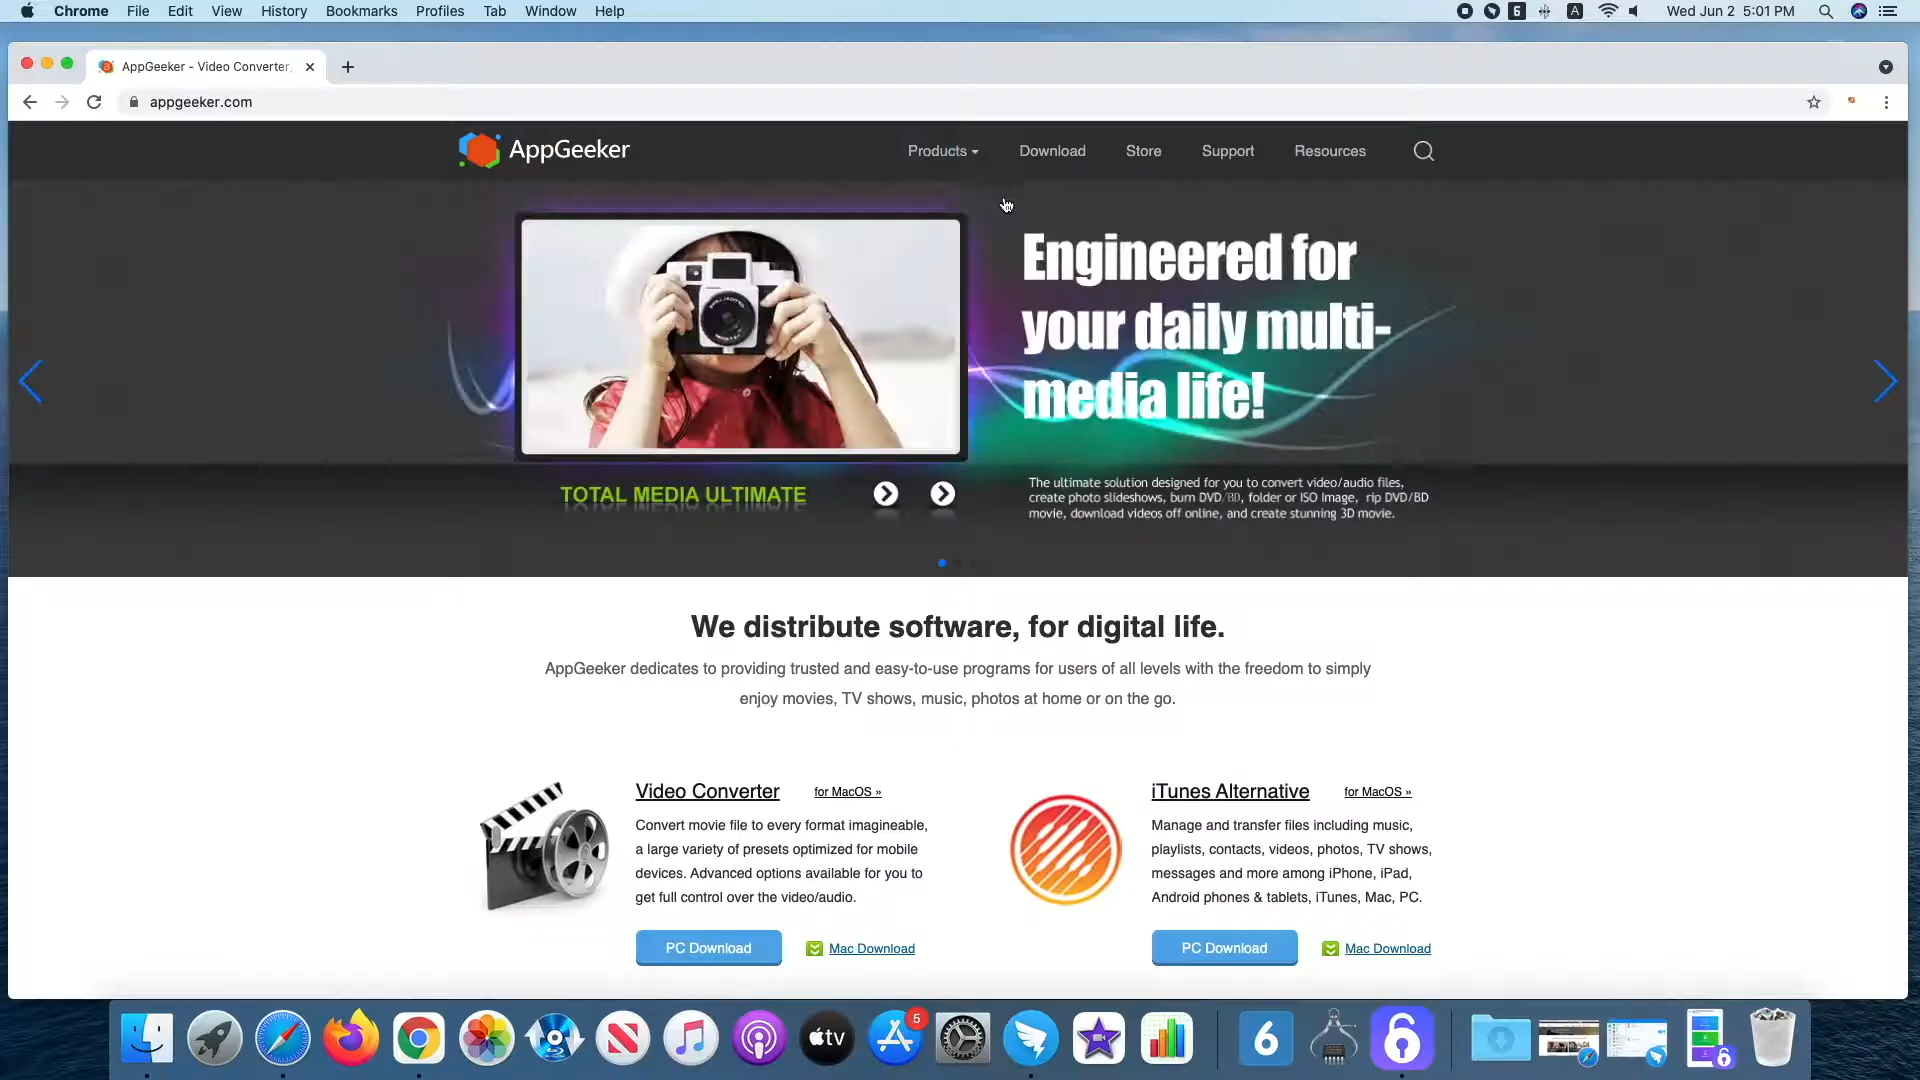 Chrome File Edit View History Bookmarks Profiles Tab Window Help
6 A Wed Jun 2 5:01 PM
AppGeeker - Video Converter,
appgeeker.com
AppGeeker
Products Download Store Support Resources
Engineered for
your daily multi-
media life!
TOTAL MEDIA ULTIMATE
The ultimate solution designed for you to convert video/audio files,
create photo slideshows, burn DVD/BD, folder or ISO Image, rip DVD/BD
movie, download videos off online, and create stunning 3D movie.
We distribute software, for digital life.
AppGeeker dedicates to providing trusted and easy-to-use programs for users of all levels with the freedom to simply
enjoy movies, TV shows, music, photos at home or on the go.
Video Converter for MacOS »
Convert movie file to every format imagineable,
a large variety of presets optimized for mobile
devices. Advanced options available for you to
get full control over the video/audio.
PC Download Mac Download
iTunes Alternative for MacOS »
Manage and transfer files including music,
playlists, contacts, videos, photos, TV shows,
messages and more among iPhone, iPad,
Android phones & tablets, iTunes, Mac, PC.
PC Download Mac Download
tv
5
6